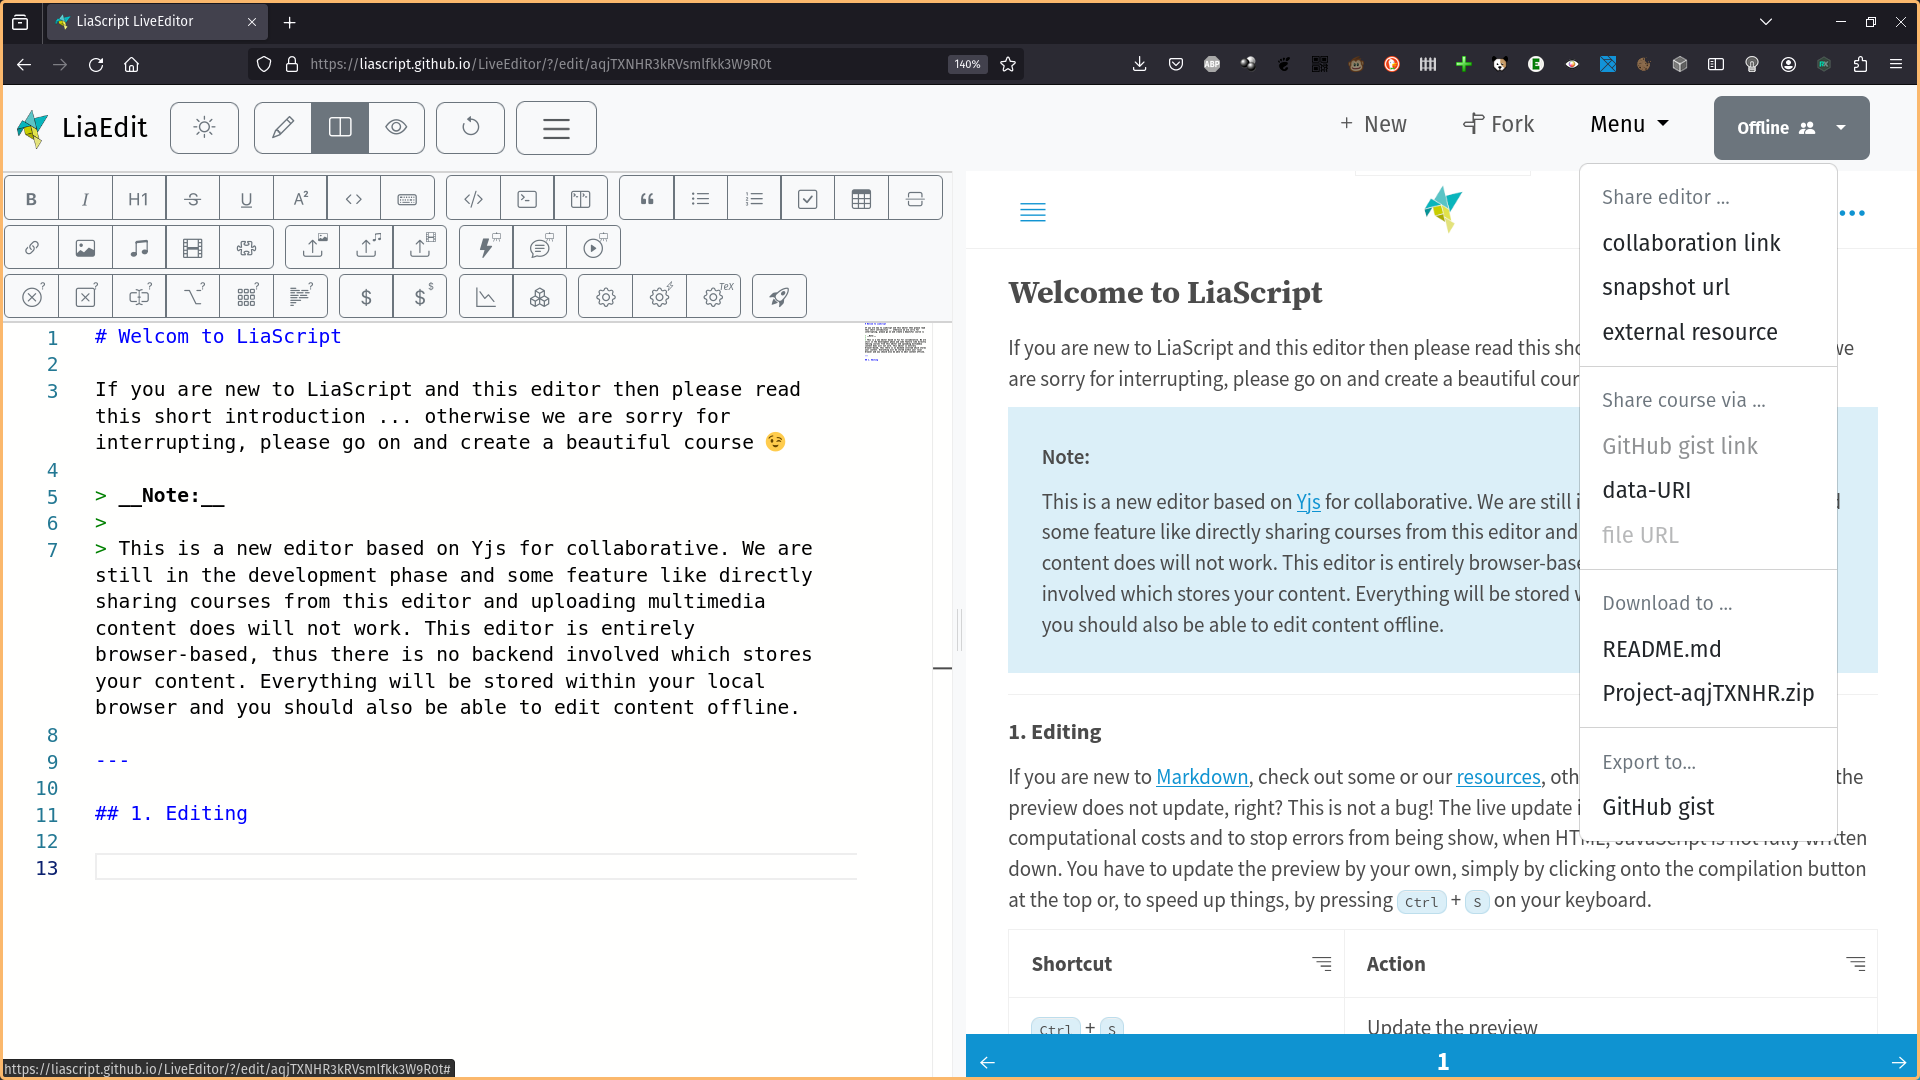 LiaScript LiveEditor
https://liascript.github.io/LiveEditor/?/edit/aqjTXNHR3kRVsmlfkk3W9R0t
140%
ABP
LiaEdit
+ New
Fork
Menu
Offline
B I H1 S U A²
TeX
1 # Welcom to LiaScript
2
3 If you are new to LiaScript and this editor then please read
this short introduction ... otherwise we are sorry for
interrupting, please go on and create a beautiful course 😉
4
5 > __Note:__
6 >
7 > This is a new editor based on Yjs for collaborative. We are
still in the development phase and some feature like directly
sharing courses from this editor and uploading multimedia
content does will not work. This editor is entirely
browser-based, thus there is no backend involved which stores
your content. Everything will be stored within your local
browser and you should also be able to edit content offline.
8
9 ---
10
11 ## 1. Editing
12
13
https://liascript.github.io/LiveEditor/?/edit/aqjTXNHR3kRVsmlfkk3W9R0t#
Welcome to LiaScript
If you are new to LiaScript and this editor then please read this sho
we
are sorry for interrupting, please go on and create a beautiful cour
Note:
This is a new editor based on Yjs for collaborative. We are still i
some feature like directly sharing courses from this editor and
content does will not work. This editor is entirely browser-base
involved which stores your content. Everything will be stored
you should also be able to edit content offline.
1. Editing
If you are new to Markdown, check out some or our resources, oth
the
preview does not update, right? This is not a bug! The live update i
computational costs and to stop errors from being show, when HTML, JavaScript is not fully written
down. You have to update the preview by your own, simply by clicking onto the compilation button
at the top or, to speed up things, by pressing Ctrl + S on your keyboard.
Shortcut Action
Ctrl + S Update the preview
1
Share editor ...
collaboration link
snapshot url
external resource
Share course via ...
GitHub gist link
data-URI
file URL
Download to ...
README.md
Project-aqjTXNHR.zip
Export to...
GitHub gist